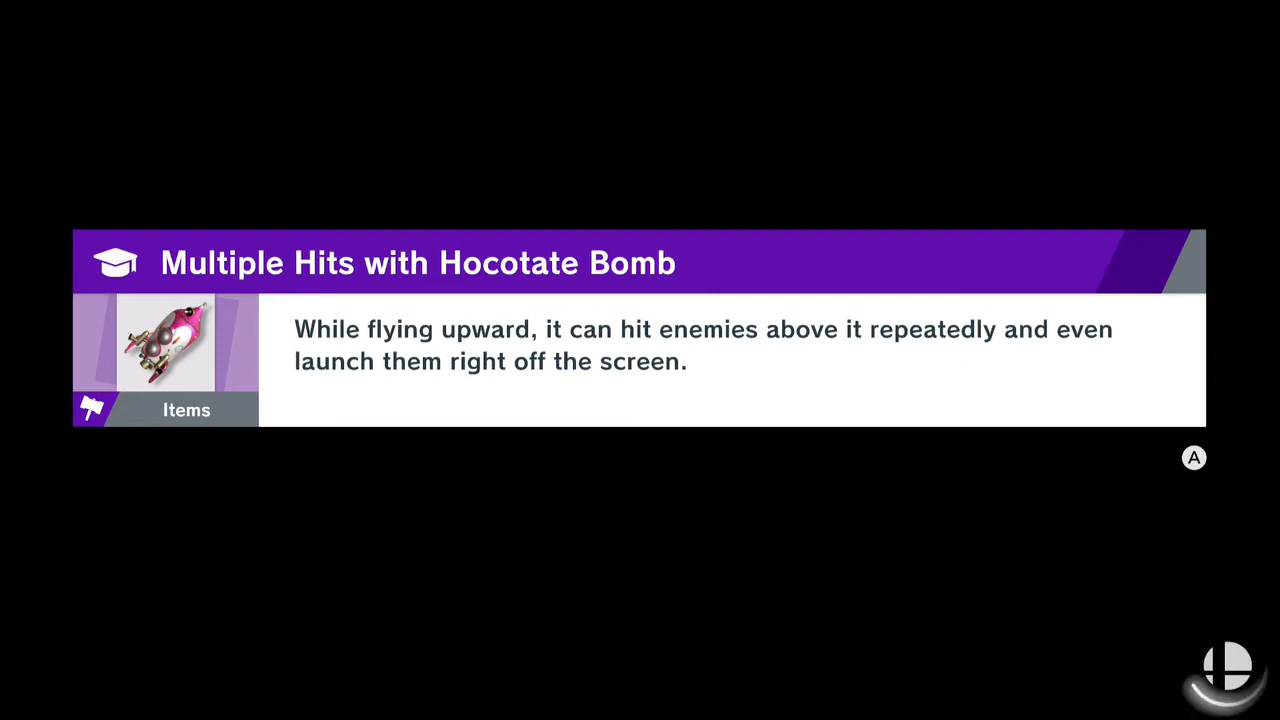 Multiple Hits with Hocotate Bomb
While flying upward, it can hit enemies above it repeatedly and even
launch them right off the screen.
Items
A